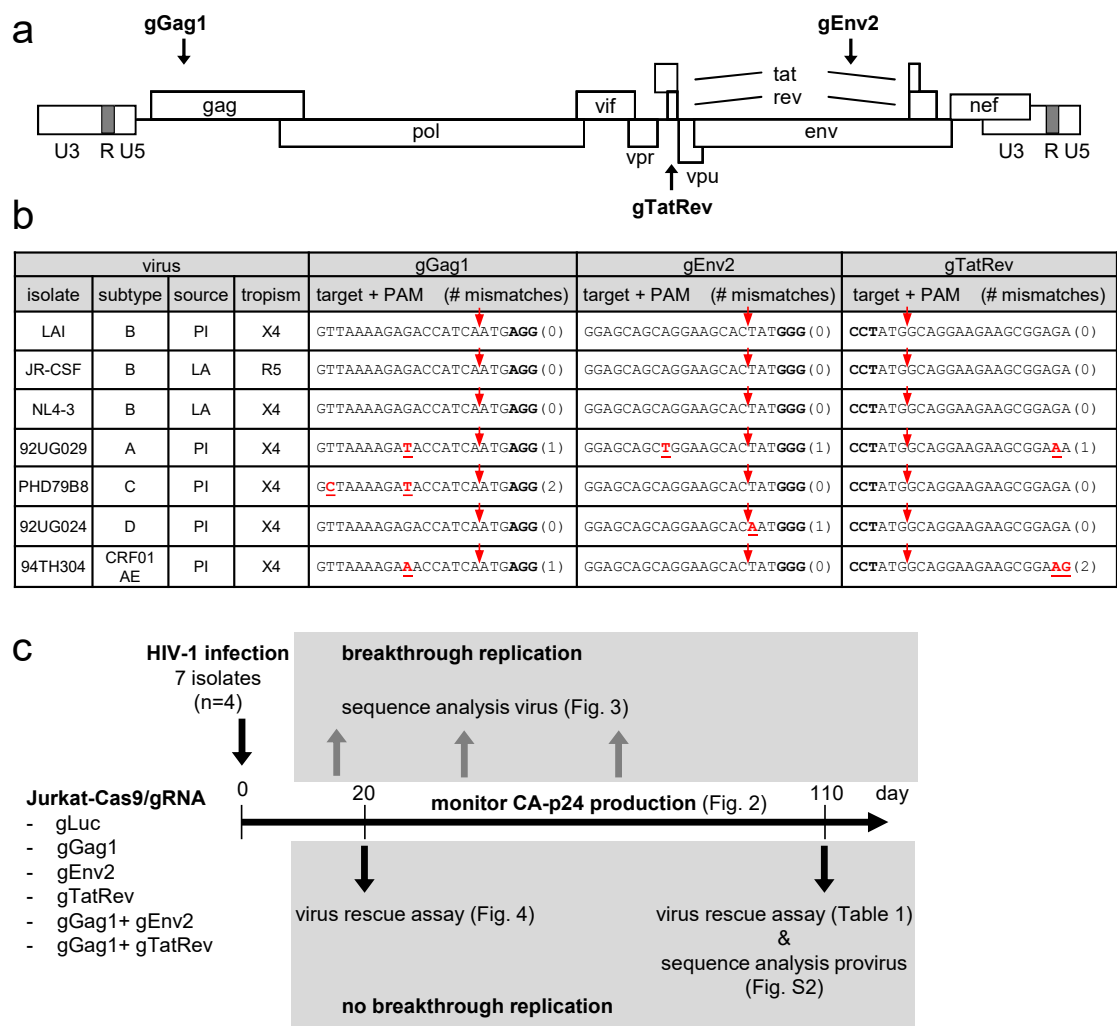 a
gGag1
gEnv2
gag
vif
tat
rev
nef
pol
vpr
vpu
env
U3 R U5
U3 R U5
gTatRev
b
virus gGag1 gEnv2 gTatRev
isolate subtype source tropism target + PAM (# mismatches) target + PAM (# mismatches) target + PAM (# mismatches)
LAI B PI X4 GTTAAAAGAGACCATCAATGAGG(0) GGAGCAGCAGGAAGCACTATGGG(0) CCTATGGCAGGAAGAAGCGGAGA(0)
JR-CSF B LA R5 GTTAAAAGAGACCATCAATGAGG(0) GGAGCAGCAGGAAGCACTATGGG(0) CCTATGGCAGGAAGAAGCGGAGA(0)
NL4-3 B LA X4 GTTAAAAGAGACCATCAATGAGG(0) GGAGCAGCAGGAAGCACTATGGG(0) CCTATGGCAGGAAGAAGCGGAGA(0)
92UG029 A PI X4 GTTAAAAGATACCATCAATGAGG(1) GGAGCAGCTGGAAGCACTATGGG(1) CCTATGGCAGGAAGAAGCGGAAA(1)
PHD79B8 C PI X4 GCTAAAAGATACCATCAATGAGG(2) GGAGCAGCAGGAAGCACTATGGG(0) CCTATGGCAGGAAGAAGCGGAGA(0)
92UG024 D PI X4 GTTAAAAGAGACCATCAATGAGG(0) GGAGCAGCAGGAAGCACAATGGG(1) CCTATGGCAGGAAGAAGCGGAGA(0)
94TH304 CRF01 AE PI X4 GTTAAAAGAAACCATCAATGAGG(1) GGAGCAGCAGGAAGCACTATGGG(0) CCTATGGCAGGAAGAAGCGGAAG(2)
c
HIV-1 infection
7 isolates
(n=4)
breakthrough replication
sequence analysis virus (Fig. 3)
Jurkat-Cas9/gRNA
- gLuc
- gGag1
- gEnv2
- gTatRev
- gGag1+ gEnv2
- gGag1+ gTatRev
0 20 110 day
monitor CA-p24 production (Fig. 2)
virus rescue assay (Fig. 4)
virus rescue assay (Table 1)
&
sequence analysis provirus
(Fig. S2)
no breakthrough replication